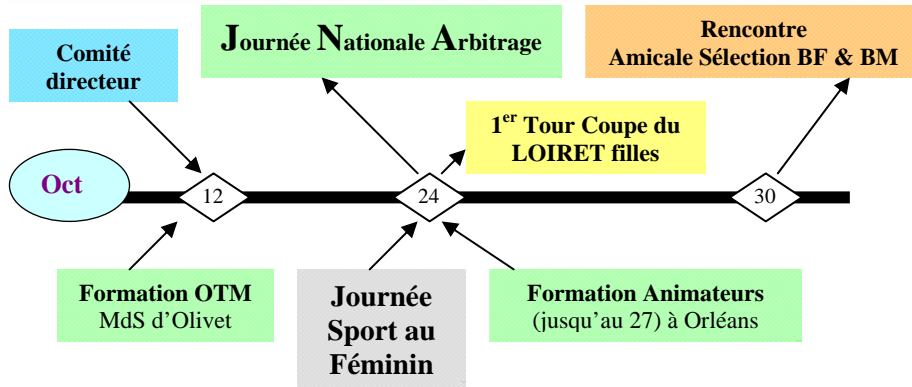 Comité
directeur
Journée Nationale Arbitrage
Rencontre
Amicale Sélection BF & BM
1er Tour Coupe du
LOIRET filles
Oct
12
24
30
Formation OTM
MdS d’Olivet
Journée
Sport au
Féminin
Formation Animateurs
(jusqu’au 27) à Orléans